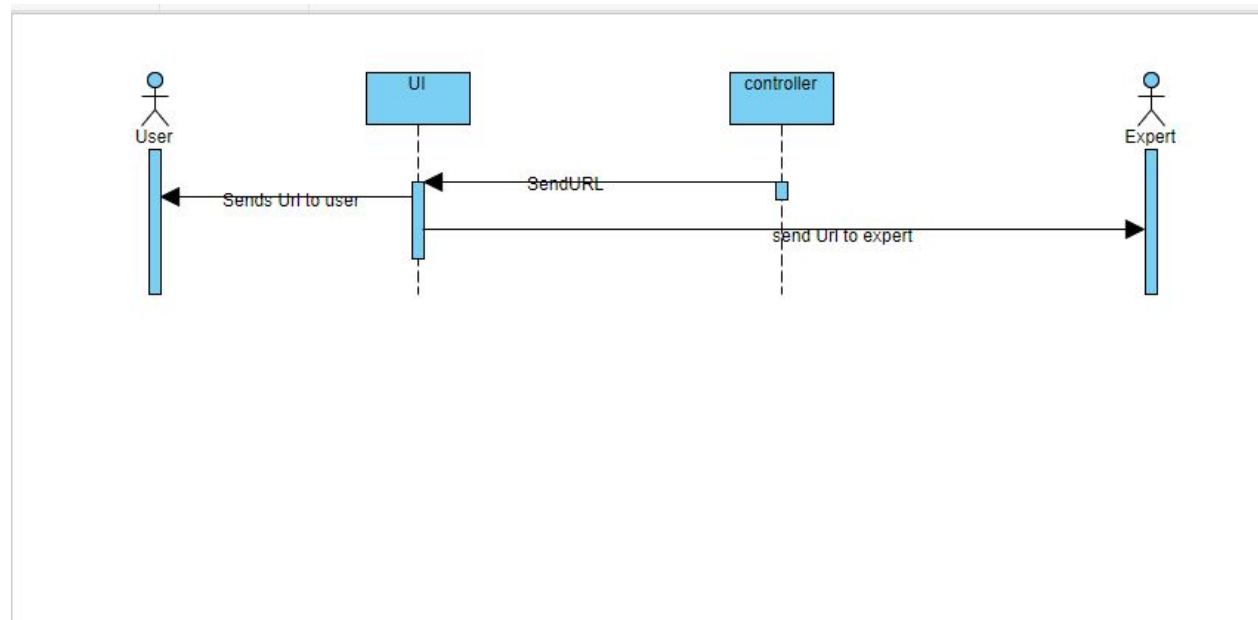 UI
controller
User
Expert
SendURL
Sends Url to user
send Url to expert